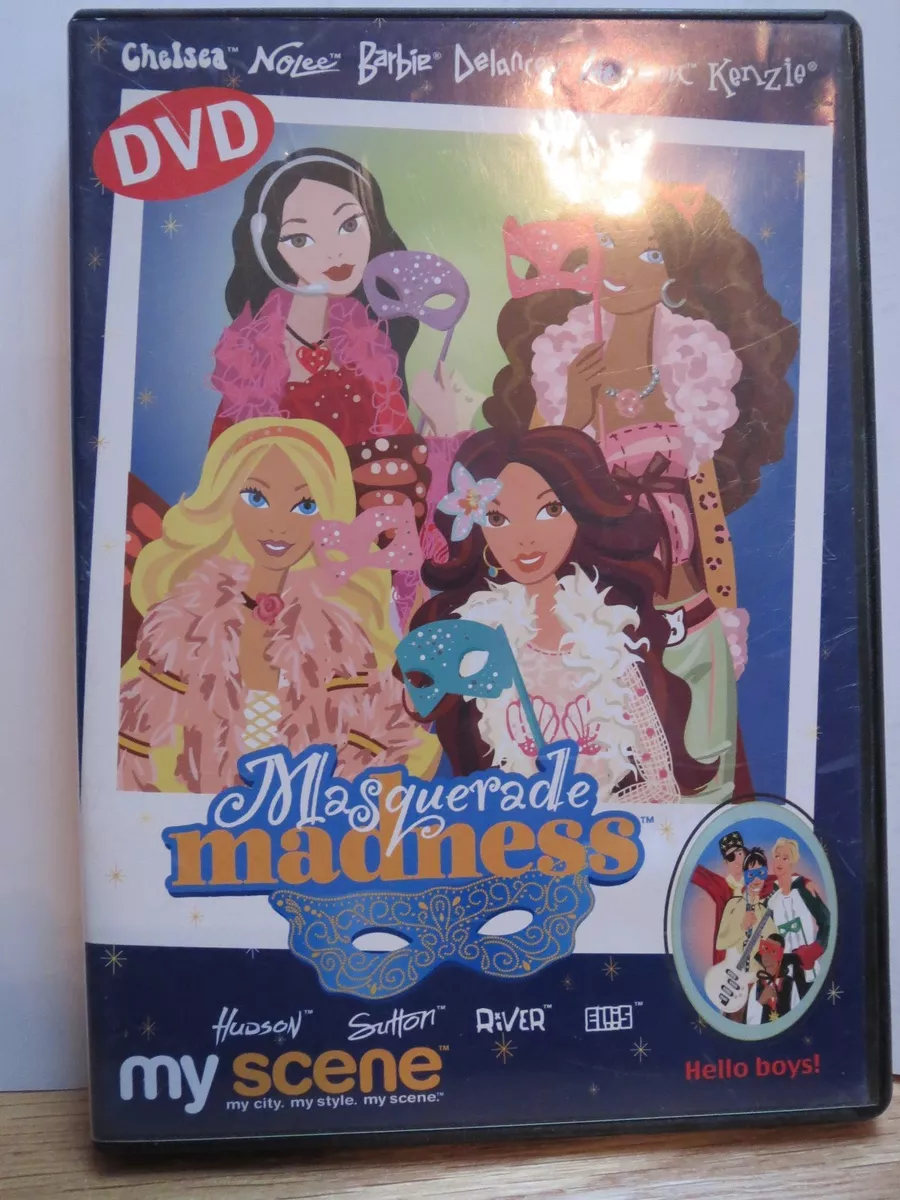 Chelsea™ Nolee™ Barbie® Kenzie®
DVD
Masquerade
madness™
HUDSON™ Sutton™ RiVER™ ELLIS™
my scene™
my city. my style. my scene.™
Hello boys!